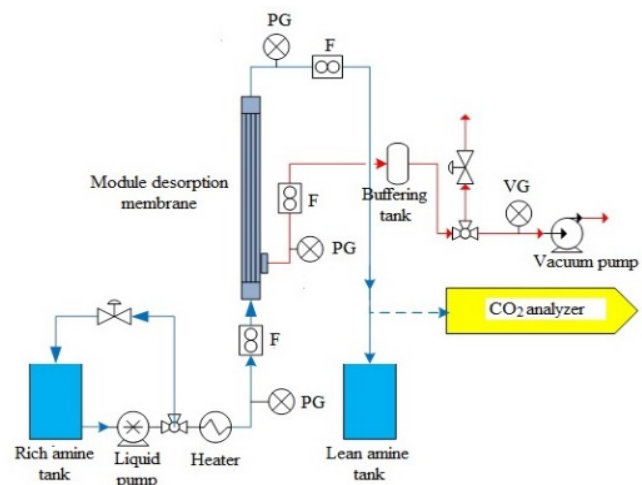 PG
F
Module desorption
membrane
F
Buffering
tank
VG
PG
Vacuum pump
CO2 analyzer
F
PG
Rich amine
tank
Liquid
pump
Heater
Lean amine
tank